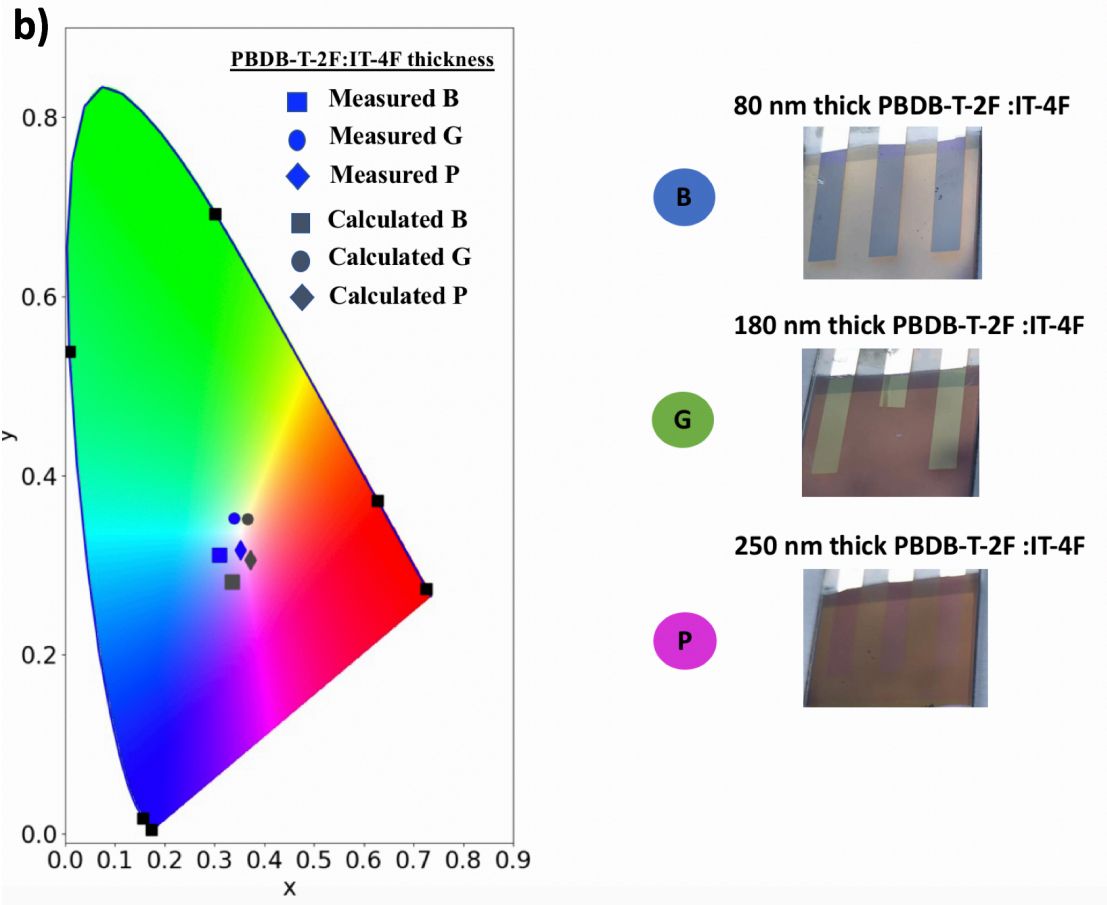 b)
PBDB-T-2F:IT-4F thickness
Measured B
Measured G
Measured P
Calculated B
Calculated G
Calculated P
0.8
0.6
0.4
0.2
0.0
y
0.0 0.1 0.2 0.3 0.4 0.5 0.6 0.7 0.8 0.9
x
80 nm thick PBDB-T-2F :IT-4F
B
180 nm thick PBDB-T-2F :IT-4F
G
250 nm thick PBDB-T-2F :IT-4F
P